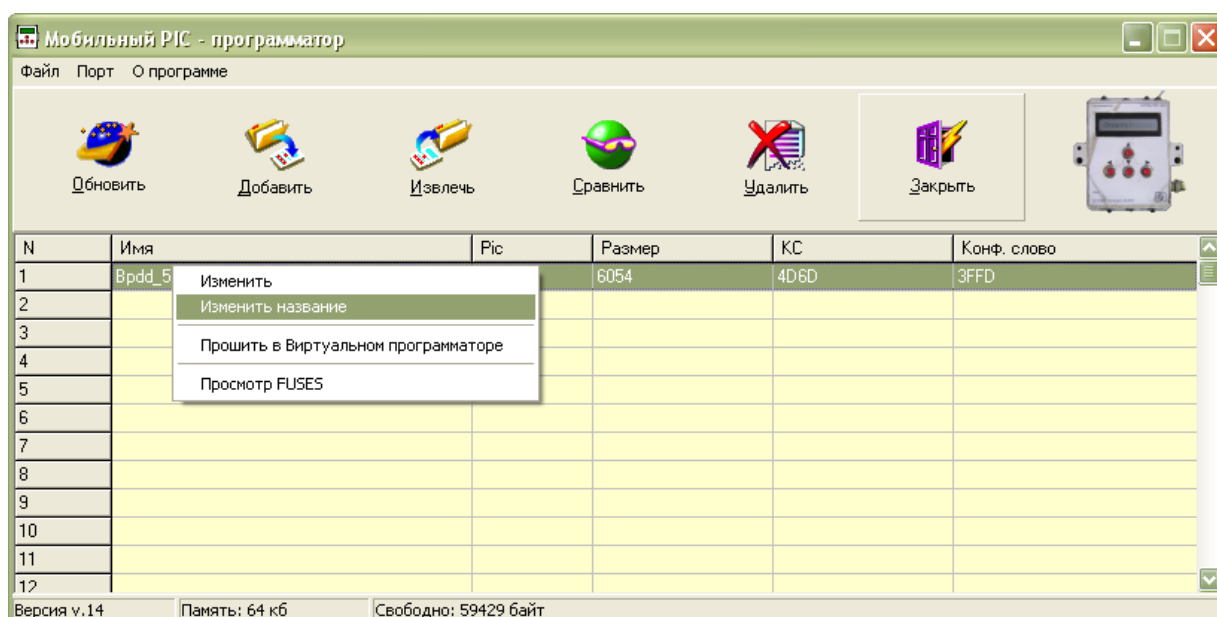 Мобильный PIC - программатор
Файл Порт О программе
Обновить Добавить Извлечь Сравнить Удалить Закрыть
N Имя Pic Размер КС Конф. слово
1 Bpdd_5 6054 4D6D 3FFD
Изменить
2
Изменить название
3
Прошить в Виртуальном программаторе
4
5
Просмотр FUSES
6
7
8
9
10
11
12
Версия v.14 Память: 64 кб Свободно: 59429 байт